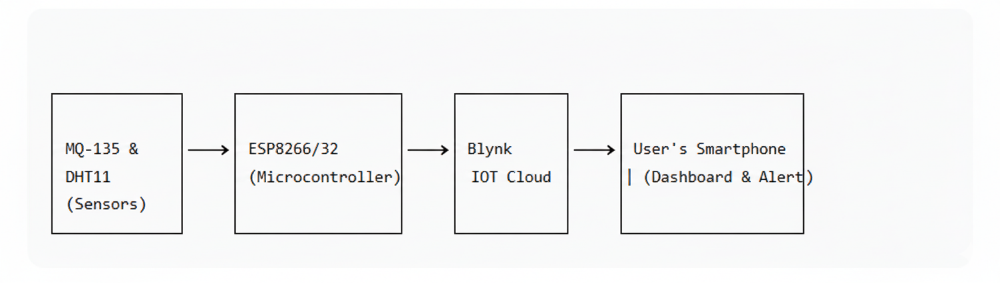 MQ-135 &
DHT11
(Sensors)
ESP8266/32
(Microcontroller)
Blynk
IOT Cloud
User's Smartphone
| (Dashboard & Alert)